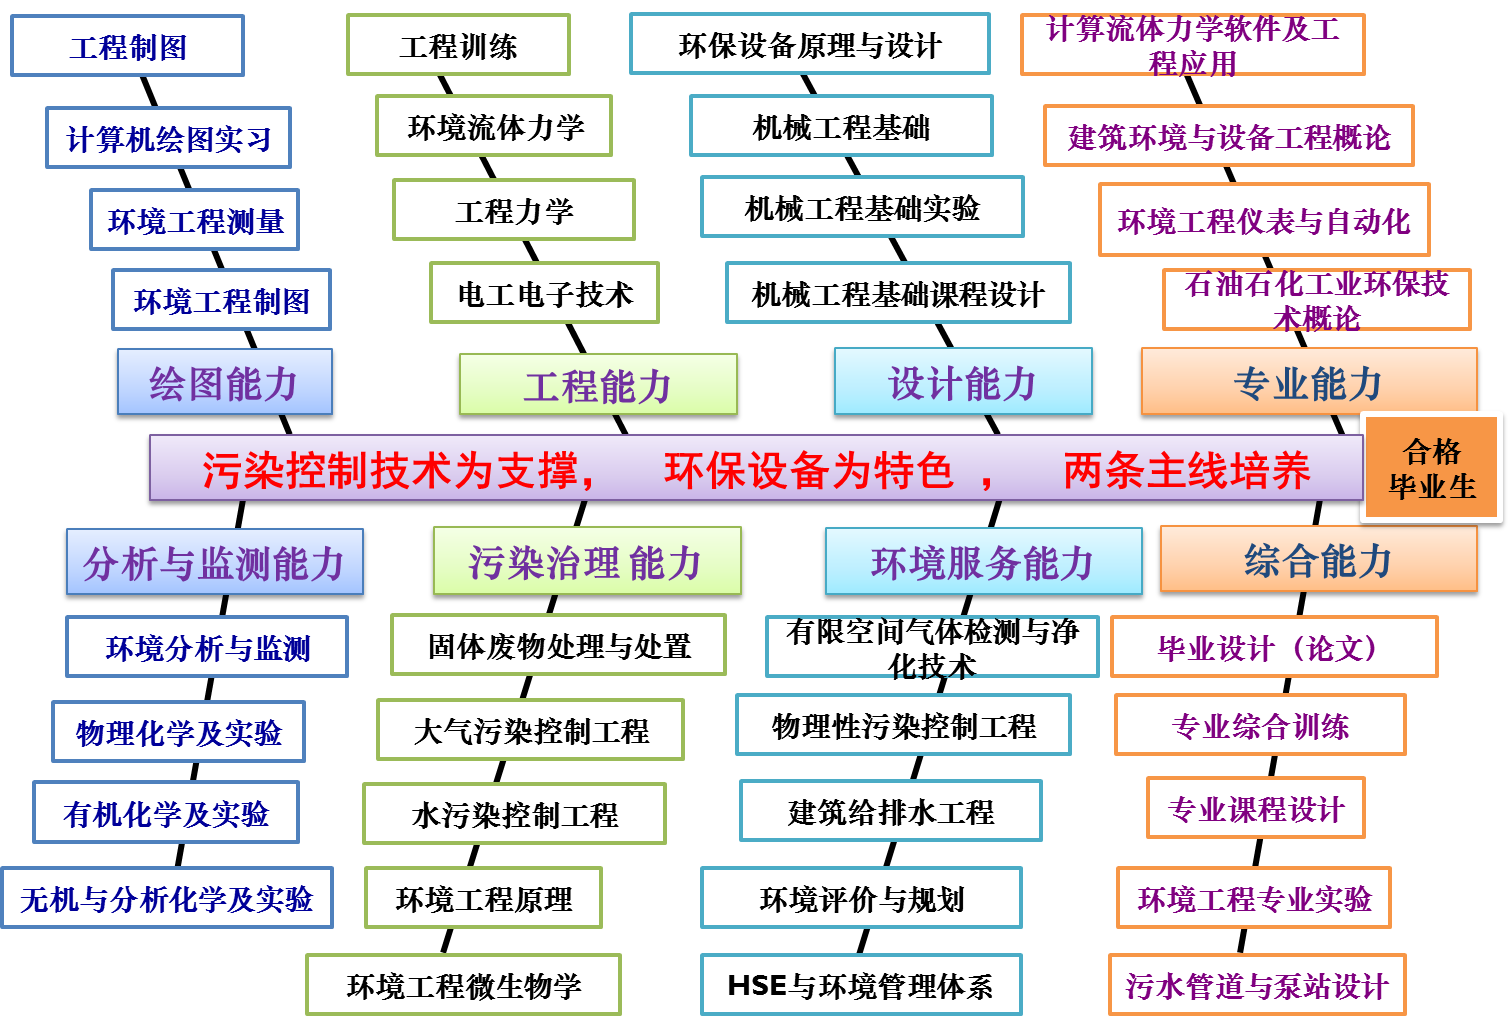 工程制图
计算机绘图实习
环境工程测量
环境工程制图
绘图能力
工程训练
环境流体力学
工程力学
电工电子技术
工程能力
环保设备原理与设计
机械工程基础
机械工程基础实验
机械工程基础课程设计
设计能力
计算流体力学软件及工
程应用
建筑环境与设备工程概论
环境工程仪表与自动化
石油石化工业环保技
术概论
专业能力
污染控制技术为支撑， 环保设备为特色 ， 两条主线培养
合格
毕业生
分析与监测能力
环境分析与监测
物理化学及实验
有机化学及实验
无机与分析化学及实验
污染治理 能力
固体废物处理与处置
大气污染控制工程
水污染控制工程
环境工程原理
环境工程微生物学
环境服务能力
有限空间气体检测与净
化技术
物理性污染控制工程
建筑给排水工程
环境评价与规划
HSE与环境管理体系
综合能力
毕业设计（论文）
专业综合训练
专业课程设计
环境工程专业实验
污水管道与泵站设计